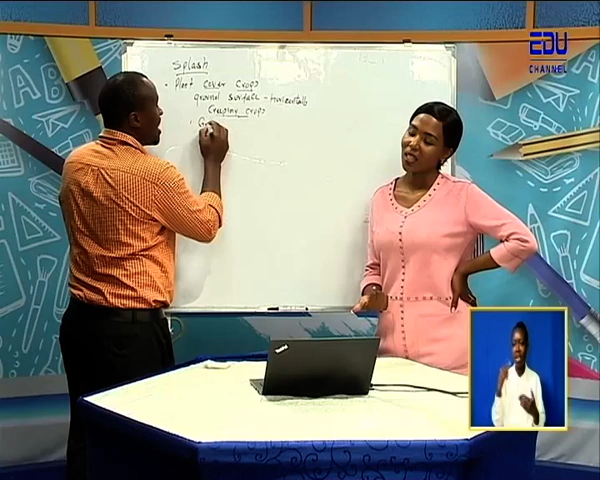 EDU
CHANNEL
Splash
. Plant cover crops
ground surface - horizontally
Creeping crops